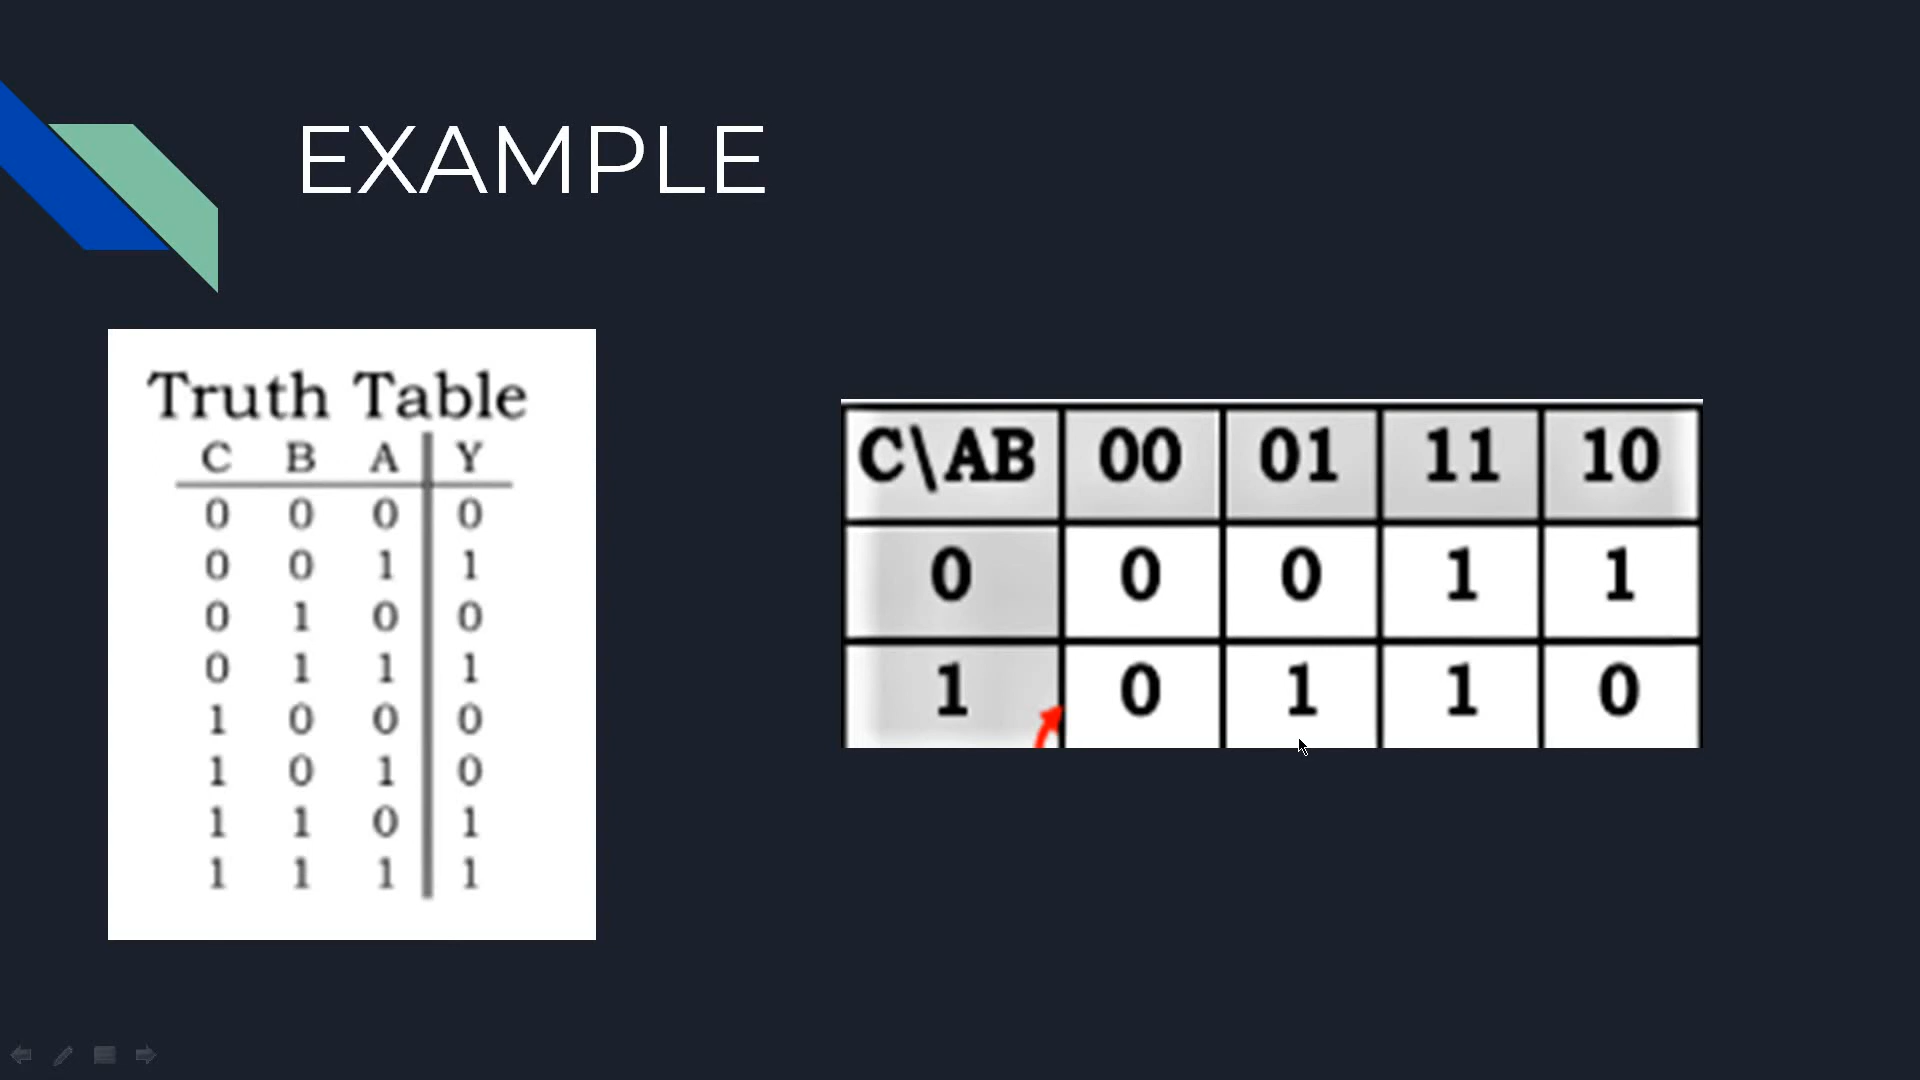 EXAMPLE
Truth Table
C B A Y
0 0 0 0
0 0 1 1
0 1 0 0
0 1 1 1
1 0 0 0
1 0 1 0
1 1 0 1
1 1 1 1
C\AB 00 01 11 10
0 0 0 1 1
1 0 1 1 0